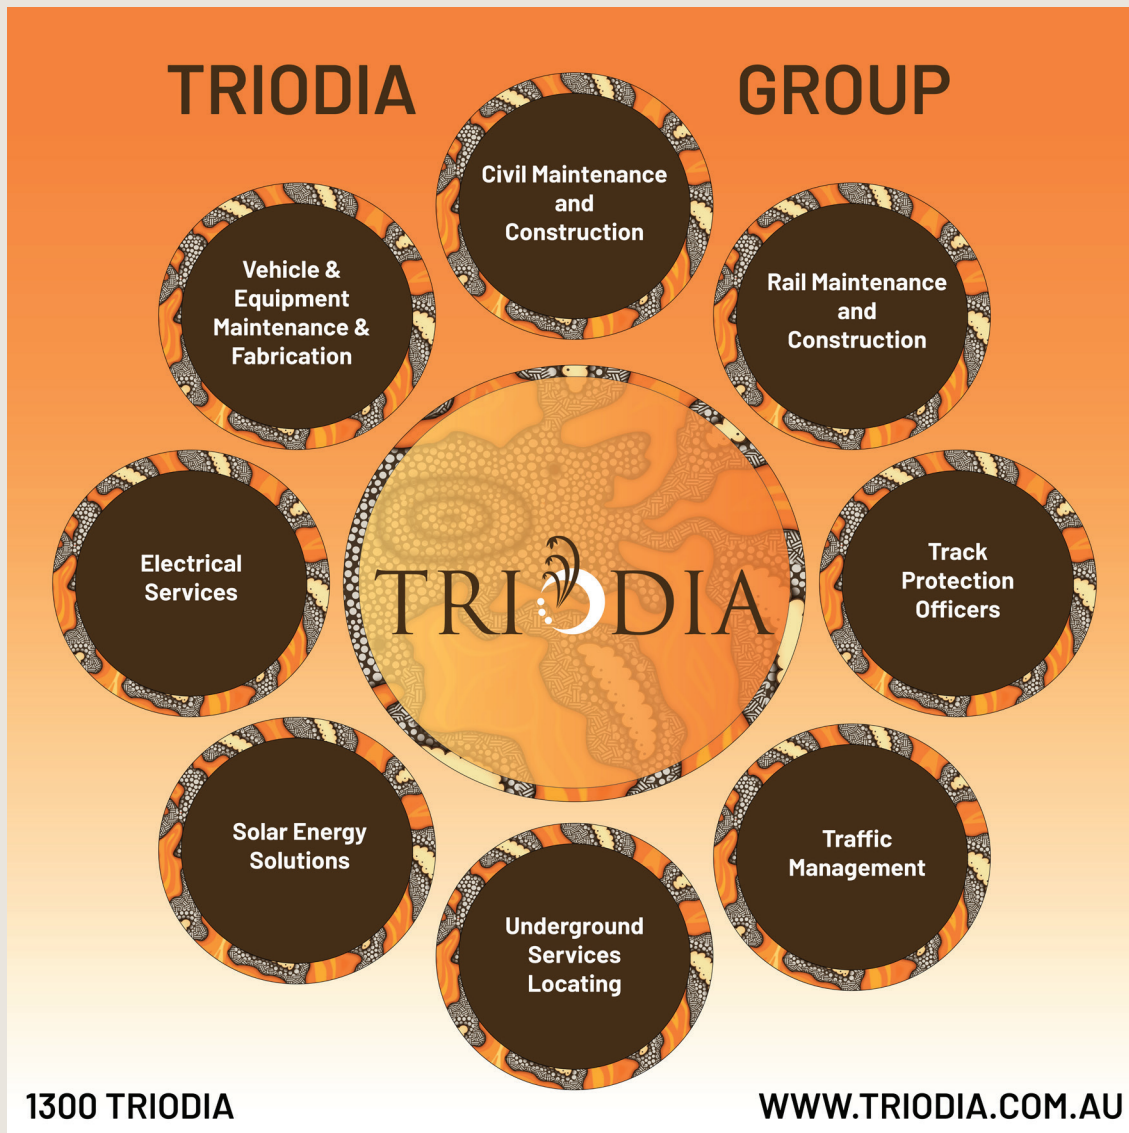 TRIODIA GROUP
Civil Maintenance
and
Construction
Vehicle &
Equipment
Maintenance &
Fabrication
Rail Maintenance
and
Construction
Electrical
Services
TRIODIA
Track
Protection
Officers
Solar Energy
Solutions
Traffic
Management
Underground
Services
Locating
1300 TRIODIA
WWW.TRIODIA.COM.AU